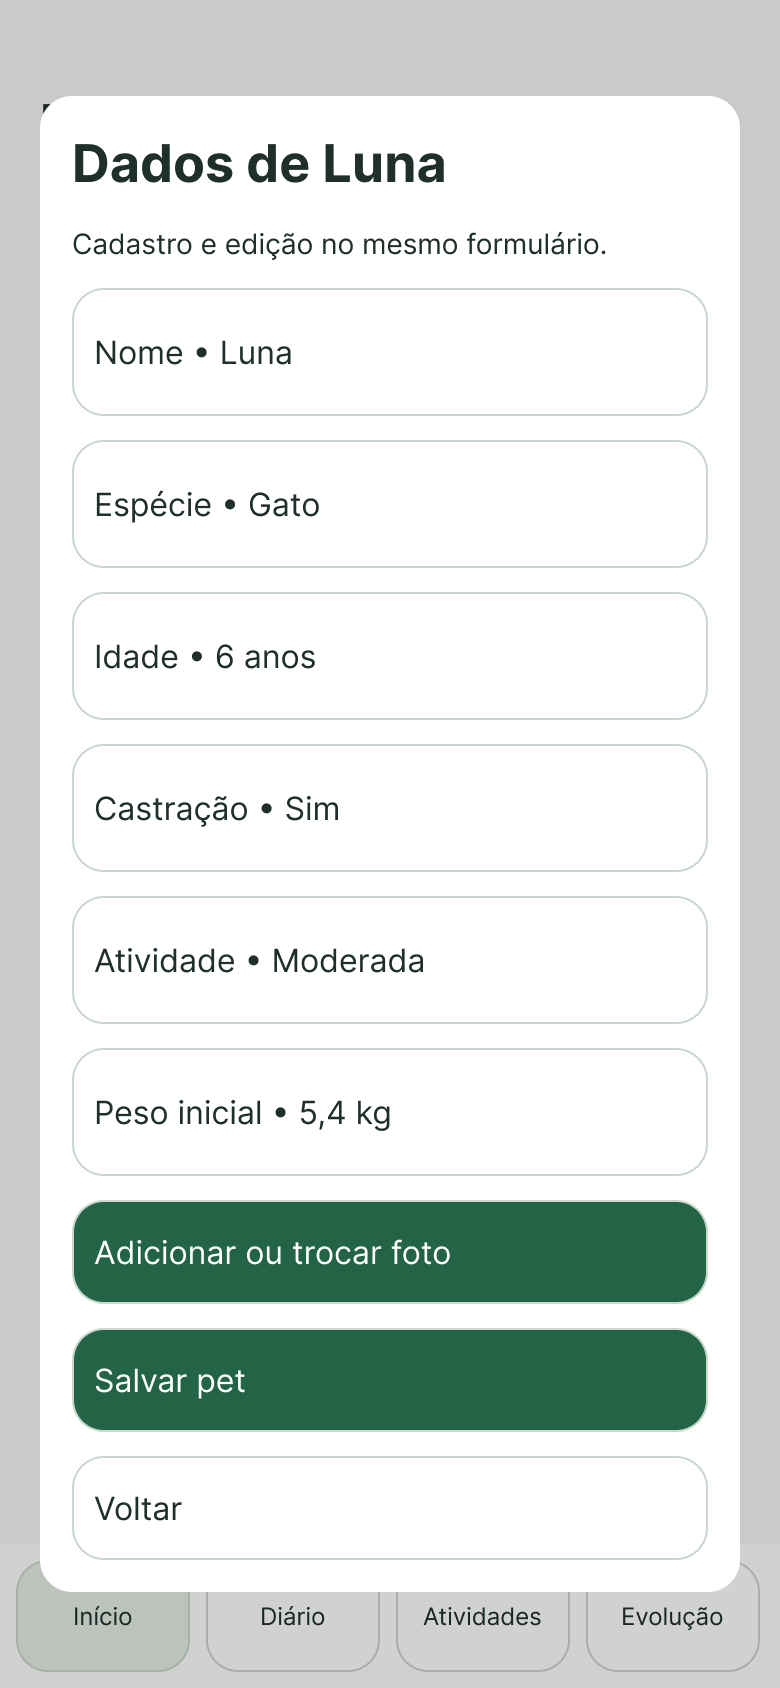 Dados de Luna
Cadastro e edição no mesmo formulário.
Nome • Luna
Espécie • Gato
Idade • 6 anos
Castração • Sim
Atividade • Moderada
Peso inicial • 5,4 kg
Adicionar ou trocar foto
Salvar pet
Voltar
Início
Diário
Atividades
Evolução